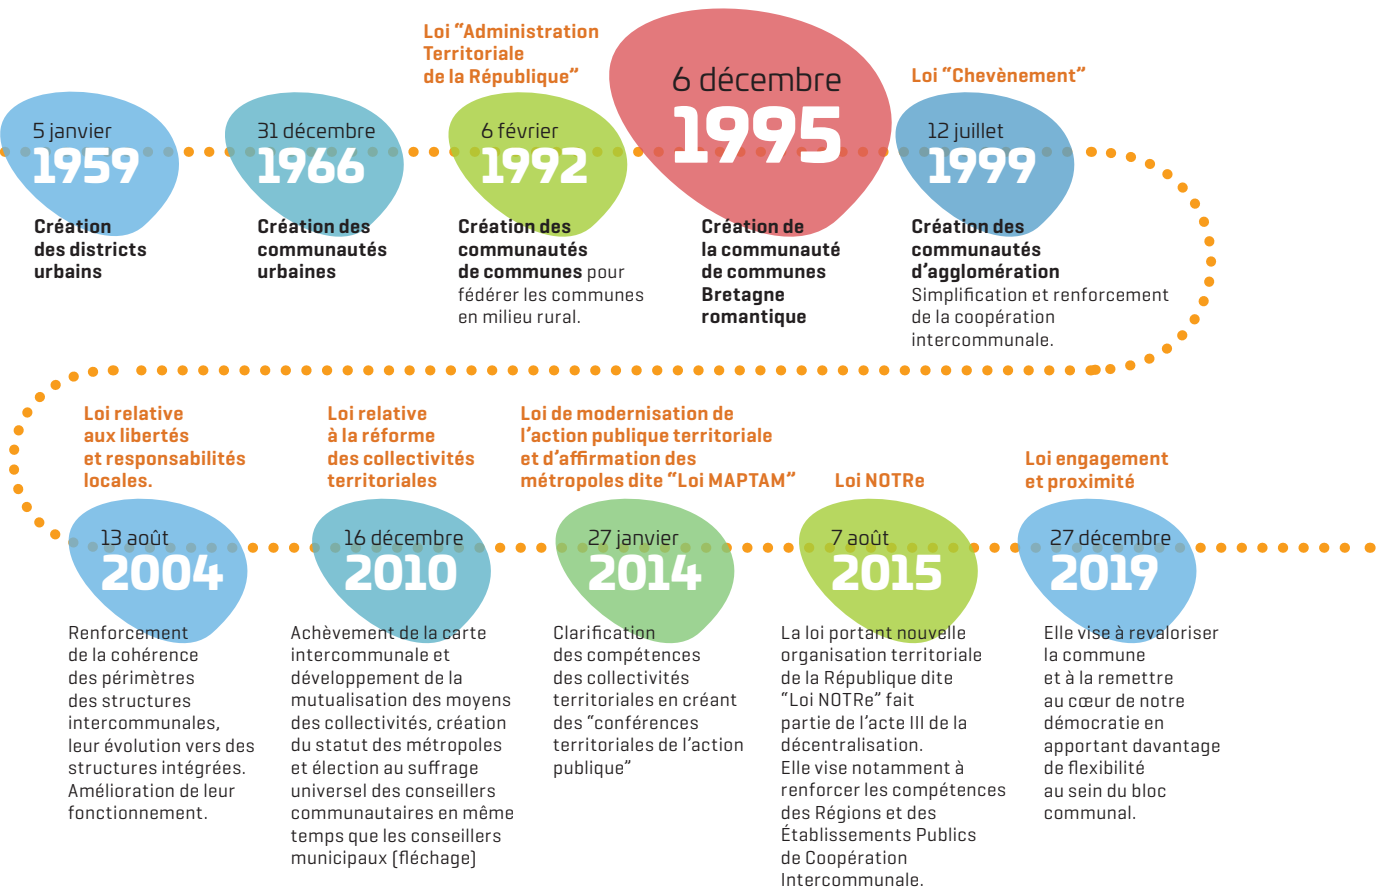 5 janvier
1959
Création
des districts
urbains
31 décembre
1966
Création des
communautés
urbaines
Loi “Administration
Territoriale
de la République”
6 février
1992
Création des
communautés
de communes pour
fédérer les communes
en milieu rural.
6 décembre
1995
Création de
la communauté
de communes
Bretagne
romantique
Loi “Chevènement”
12 juillet
1999
Création des
communautés
d’agglomération
Simplification et renforcement
de la coopération
intercommunale.
Loi relative
aux libertés
et responsabilités
locales.
13 août
2004
Renforcement
de la cohérence
des périmètres
des structures
intercommunales,
leur évolution vers des
structures intégrées.
Amélioration de leur
fonctionnement.
Loi relative
à la réforme
des collectivités
territoriales
16 décembre
2010
Achèvement de la carte
intercommunale et
développement de la
mutualisation des moyens
des collectivités, création
du statut des métropoles
et élection au suffrage
universel des conseillers
communautaires en même
temps que les conseillers
municipaux (fléchage)
Loi de modernisation de
l’action publique territoriale
et d’affirmation des
métropoles dite “Loi MAPTAM”
27 janvier
2014
Clarification
des compétences
des collectivités
territoriales en créant
des “conférences
territoriales de l’action
publique”
Loi NOTRe
7 août
2015
La loi portant nouvelle
organisation territoriale
de la République dite
“Loi NOTRe” fait
partie de l’acte III de la
décentralisation.
Elle vise notamment à
renforcer les compétences
des Régions et des
Établissements Publics
de Coopération
Intercommunale.
Loi engagement
et proximité
27 décembre
2019
Elle vise à revaloriser
la commune
et à la remettre
au cœur de notre
démocratie en
apportant davantage
de flexibilité
au sein du bloc
communal.